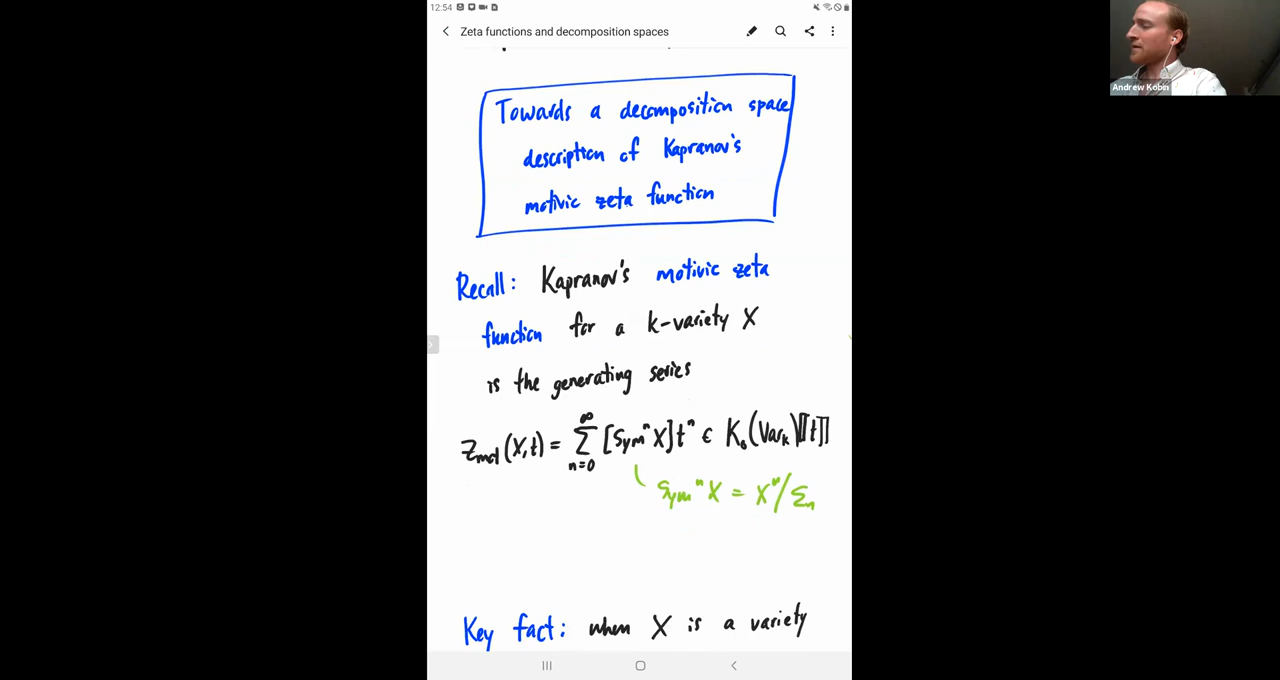 12:54
Zeta functions and decomposition spaces
Towards a decomposition space
description of Kapranov's
motivic zeta function
Recall: Kapranov's motivic zeta
function for a k-variety X
is the generating series
Z_mot(X,t) = ∑_{n=0}^∞ [Sym^n X] t^n ∈ K_0(Var_k)[[t]]
Sym^n X = X^n/Σ_n
Key fact: when X is a variety
Andrew Kobin